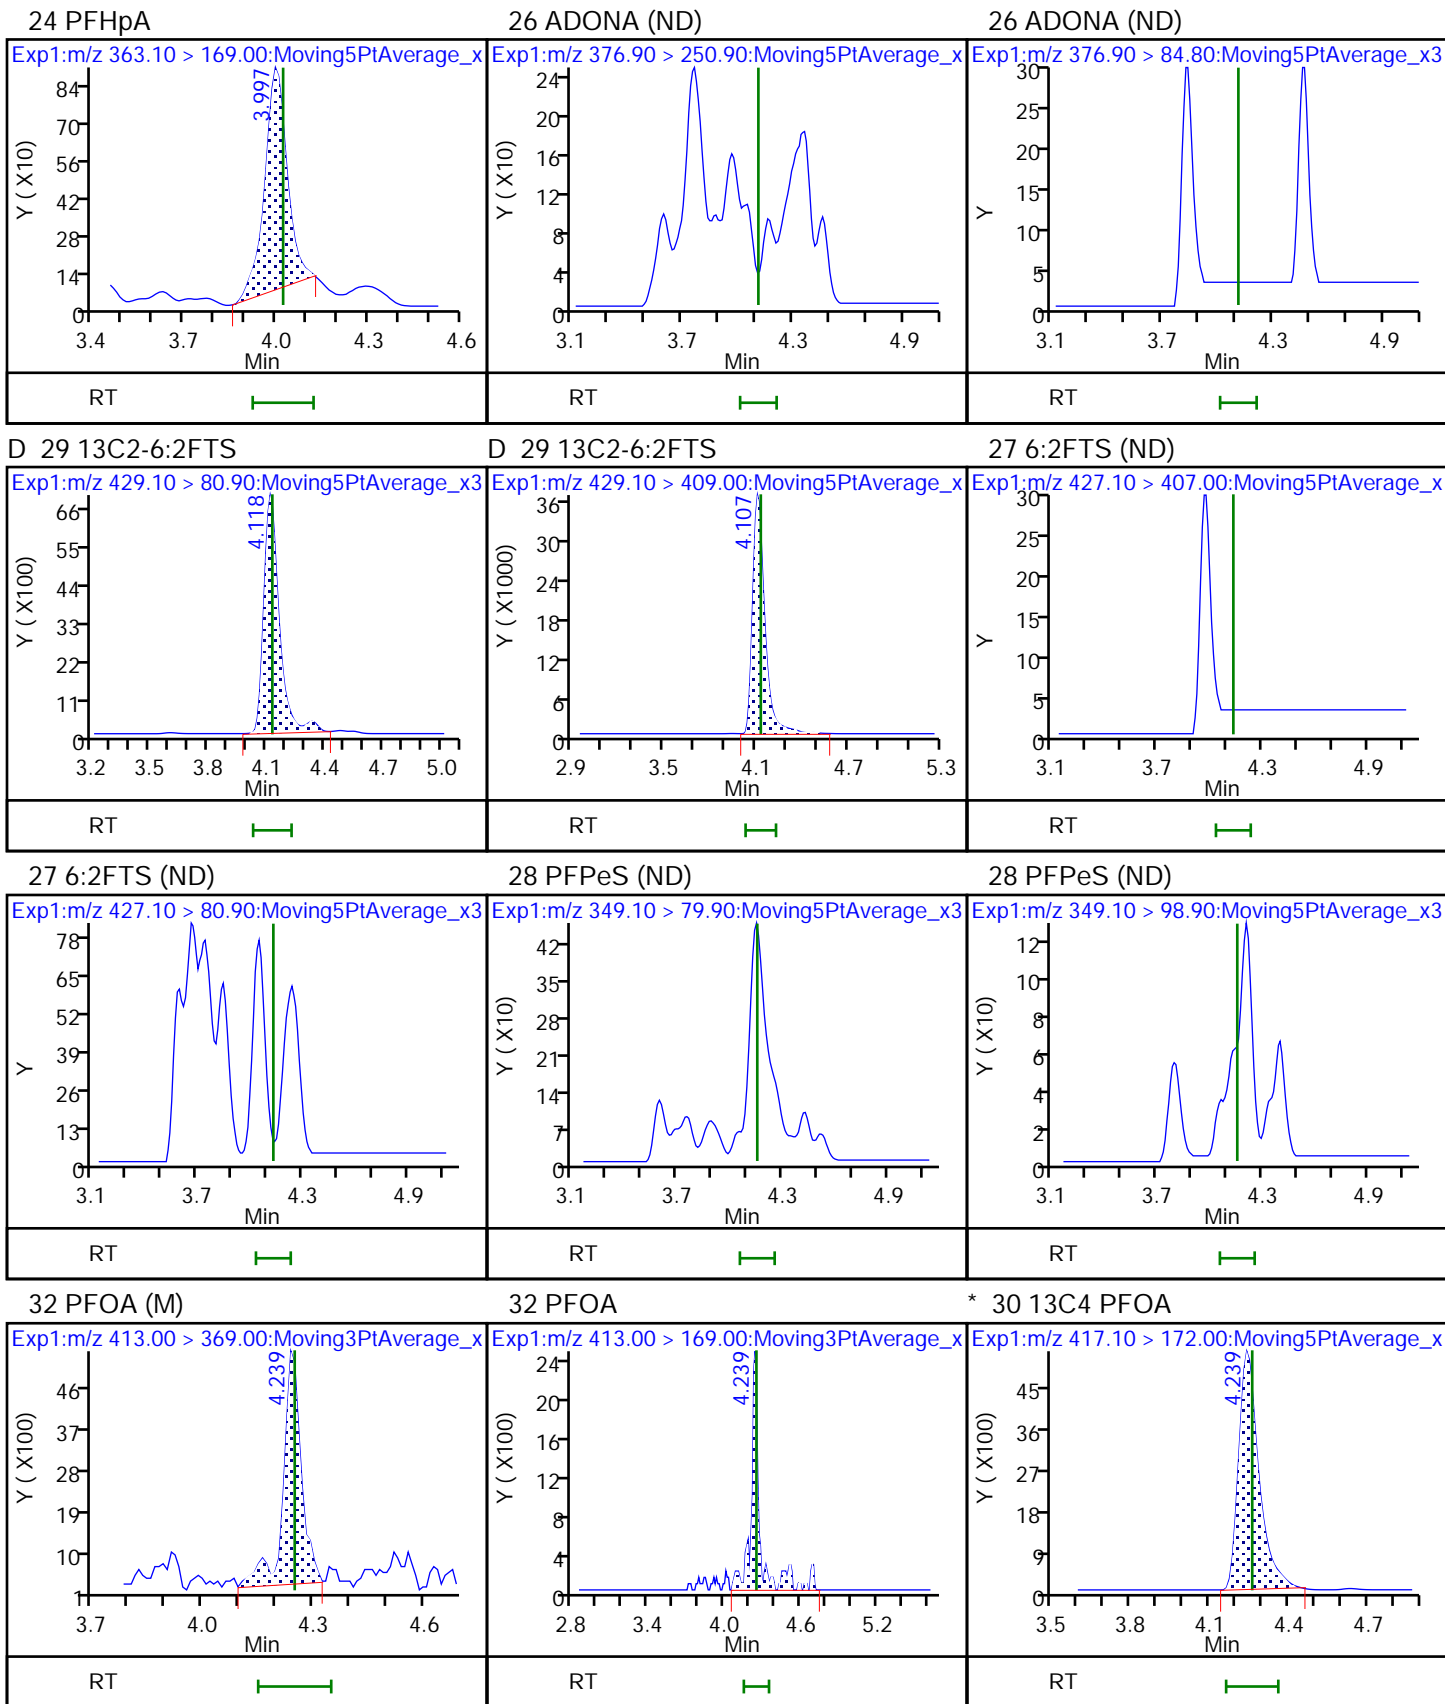 24 PFHpA
Exp1:m/z 363.10 > 169.00:Moving5PtAverage_x
Y ( X10)
84
70
56
42
28
14
0
3.997
3.4 3.7 4.0 4.3 4.6
Min
RT
26 ADONA (ND)
Exp1:m/z 376.90 > 250.90:Moving5PtAverage_x
Y ( X10)
24
20
16
12
8
4
0
3.1 3.7 4.3 4.9
Min
RT
26 ADONA (ND)
Exp1:m/z 376.90 > 84.80:Moving5PtAverage_x3
Y
30
25
20
15
10
5
0
3.1 3.7 4.3 4.9
Min
RT
D 29 13C2-6:2FTS
Exp1:m/z 429.10 > 80.90:Moving5PtAverage_x3
Y ( X100)
66
55
44
33
22
11
0
4.118
3.2 3.5 3.8 4.1 4.4 4.7 5.0
Min
RT
D 29 13C2-6:2FTS
Exp1:m/z 429.10 > 409.00:Moving5PtAverage_x
Y ( X1000)
36
30
24
18
12
6
0
4.107
2.9 3.5 4.1 4.7 5.3
Min
RT
27 6:2FTS (ND)
Exp1:m/z 427.10 > 407.00:Moving5PtAverage_x
Y
30
25
20
15
10
5
0
3.1 3.7 4.3 4.9
Min
RT
27 6:2FTS (ND)
Exp1:m/z 427.10 > 80.90:Moving5PtAverage_x3
Y
78
65
52
39
26
13
0
3.1 3.7 4.3 4.9
Min
RT
28 PFPeS (ND)
Exp1:m/z 349.10 > 79.90:Moving5PtAverage_x3
Y ( X10)
42
35
28
21
14
7
0
3.1 3.7 4.3 4.9
Min
RT
28 PFPeS (ND)
Exp1:m/z 349.10 > 98.90:Moving5PtAverage_x3
Y ( X10)
12
10
8
6
4
2
0
3.1 3.7 4.3 4.9
Min
RT
32 PFOA (M)
Exp1:m/z 413.00 > 369.00:Moving3PtAverage_x
Y ( X100)
46
37
28
19
10
1
4.239
3.7 4.0 4.3 4.6
Min
RT
32 PFOA
Exp1:m/z 413.00 > 169.00:Moving3PtAverage_x
Y ( X100)
24
20
16
12
8
4
0
4.239
2.8 3.4 4.0 4.6 5.2
Min
RT
* 30 13C4 PFOA
Exp1:m/z 417.10 > 172.00:Moving5PtAverage_x
Y ( X100)
45
36
27
18
9
0
4.239
3.5 3.8 4.1 4.4 4.7
Min
RT